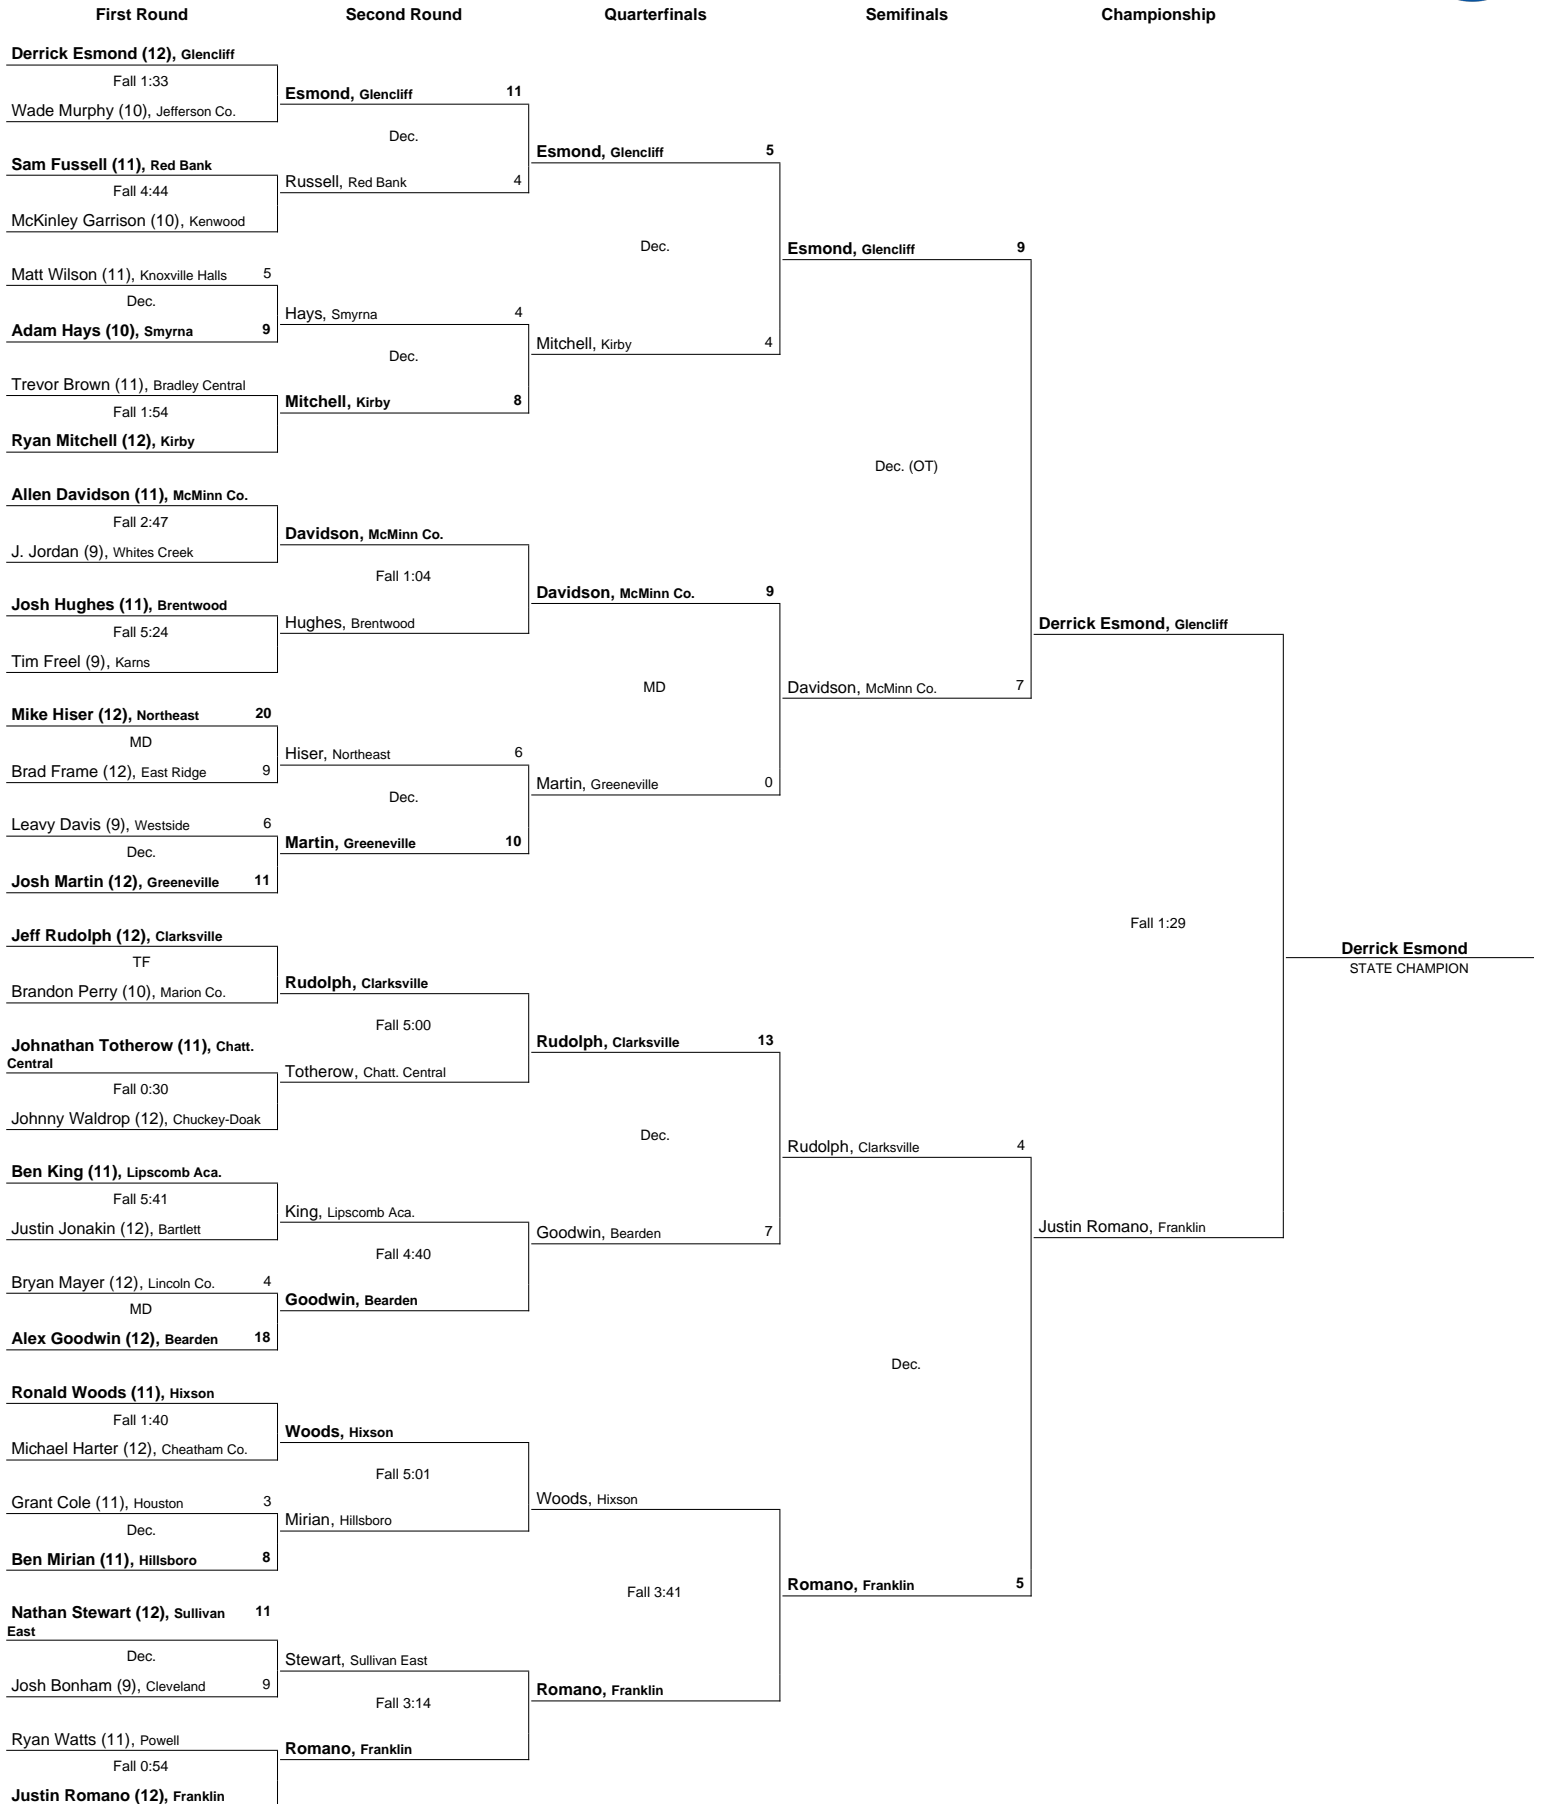 First Round Second Round Quarterfinals Semifinals Championship
Derrick Esmond (12), Glencliff
Fall 1:33
Wade Murphy (10), Jefferson Co.
Sam Fussell (11), Red Bank
Fall 4:44
McKinley Garrison (10), Kenwood
Matt Wilson (11), Knoxville Halls 5
Dec.
Adam Hays (10), Smyrna 9
Trevor Brown (11), Bradley Central
Fall 1:54
Ryan Mitchell (12), Kirby
Allen Davidson (11), McMinn Co.
Fall 2:47
J. Jordan (9), Whites Creek
Josh Hughes (11), Brentwood
Fall 5:24
Tim Freel (9), Karns
Mike Hiser (12), Northeast 20
MD
Brad Frame (12), East Ridge 9
Leavy Davis (9), Westside 6
Dec.
Josh Martin (12), Greeneville 11
Jeff Rudolph (12), Clarksville
TF
Brandon Perry (10), Marion Co.
Johnathan Totherow (11), Chatt.
Central
Fall 0:30
Johnny Waldrop (12), Chuckey-Doak
Ben King (11), Lipscomb Aca.
Fall 5:41
Justin Jonakin (12), Bartlett
Bryan Mayer (12), Lincoln Co. 4
MD
Alex Goodwin (12), Bearden 18
Ronald Woods (11), Hixson
Fall 1:40
Michael Harter (12), Cheatham Co.
Grant Cole (11), Houston 3
Dec.
Ben Mirian (11), Hillsboro 8
Nathan Stewart (12), Sullivan 11
East
Dec.
Josh Bonham (9), Cleveland 9
Ryan Watts (11), Powell
Fall 0:54
Justin Romano (12), Franklin
Esmond, Glencliff 11
Dec.
Russell, Red Bank 4
Hays, Smyrna 4
Dec.
Mitchell, Kirby 8
Davidson, McMinn Co.
Fall 1:04
Hughes, Brentwood
Hiser, Northeast 6
Dec.
Martin, Greeneville 10
Rudolph, Clarksville
Fall 5:00
Totherow, Chatt. Central
King, Lipscomb Aca.
Fall 4:40
Goodwin, Bearden
Woods, Hixson
Fall 5:01
Mirian, Hillsboro
Stewart, Sullivan East
Fall 3:14
Romano, Franklin
Esmond, Glencliff 5
Dec.
Mitchell, Kirby 4
Davidson, McMinn Co. 9
MD
Martin, Greeneville 0
Rudolph, Clarksville 13
Dec.
Goodwin, Bearden 7
Woods, Hixson
Fall 3:41
Romano, Franklin
Esmond, Glencliff 9
Dec. (OT)
Davidson, McMinn Co. 7
Rudolph, Clarksville 4
Dec.
Romano, Franklin 5
Derrick Esmond, Glencliff
Fall 1:29
Justin Romano, Franklin
Derrick Esmond
STATE CHAMPION